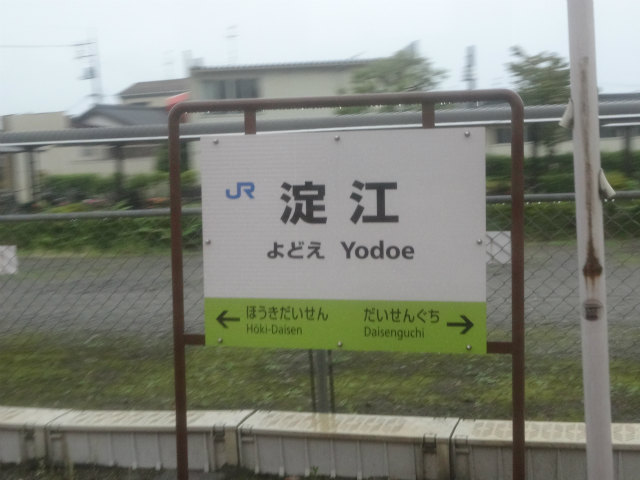 JR 淀江
よどえ Yodoe
← ほうきだいせん だいせんぐち →
Hōki-Daisen Daisenguchi